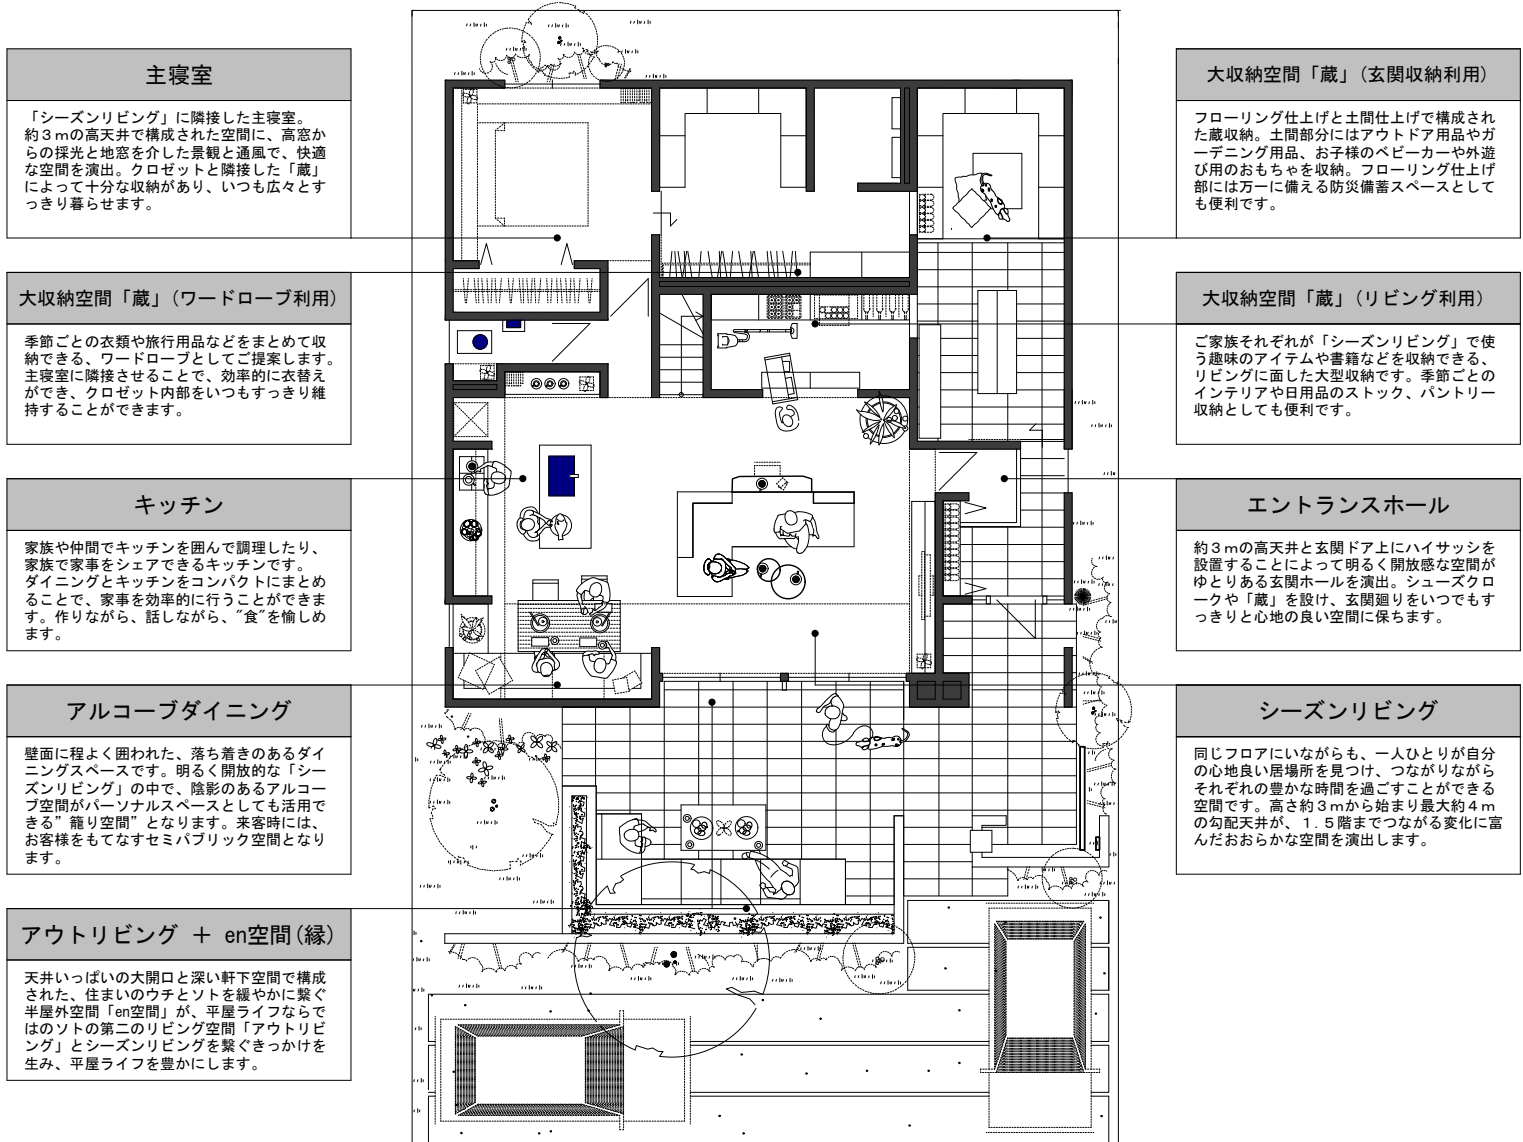 主寝室
「シーズンリビング」に隣接した主寝室。
約３ｍの高天井で構成された空間に、高窓か
らの採光と地窓を介した景観と通風で、快適
な空間を演出。クロゼットと隣接した「蔵」
によって十分な収納があり、いつも広々とす
っきり暮らせます。
大収納空間「蔵」(ワードローブ利用)
季節ごとの衣類や旅行用品などをまとめて収
納できる、ワードローブとしてご提案します。
主寝室に隣接させることで、効率的に衣替え
ができ、クロゼット内部をいつもすっきり維
持することができます。
キッチン
家族や仲間でキッチンを囲んで調理したり、
家族で家事をシェアできるキッチンです。
ダイニングとキッチンをコンパクトにまとめ
ることで、家事を効率的に行うことができま
す。作りながら、話しながら、"食"を愉しめ
ます。
アルコーブダイニング
壁面に程よく囲われた、落ち着きのあるダイ
ニングスペースです。明るく開放的な「シー
ズンリビング」の中で、陰影のあるアルコー
ブ空間がパーソナルスペースとしても活用で
きる”籠り空間”となります。来客時には、
お客様をもてなすセミパブリック空間となり
ます。
アウトリビング ＋ en空間(縁)
天井いっぱいの大開口と深い軒下空間で構成
された、住まいのウチとソトを緩やかに繋ぐ
半屋外空間「en空間」が、平屋ライフならで
はのソトの第二のリビング空間「アウトリビ
ング」とシーズンリビングを繋ぐきっかけを
生み、平屋ライフを豊かにします。
大収納空間「蔵」(玄関収納利用)
フローリング仕上げと土間仕上げで構成され
た蔵収納。土間部分にはアウトドア用品やガ
ーデニング用品、お子様のベビーカーや外遊
び用のおもちゃを収納。フローリング仕上げ
部には万一に備える防災備蓄スペースとして
も便利です。
大収納空間「蔵」(リビング利用)
ご家族それぞれが「シーズンリビング」で使
う趣味のアイテムや書籍などを収納できる、
リビングに面した大型収納です。季節ごとの
インテリアや日用品のストック、パントリー
収納としても便利です。
エントランスホール
約３ｍの高天井と玄関ドア上にハイサッシを
設置することによって明るく開放感な空間が
ゆとりある玄関ホールを演出。シューズクロ
ークや「蔵」を設け、玄関廻りをいつでもす
っきりと心地の良い空間に保ちます。
シーズンリビング
同じフロアにいながらも、一人ひとりが自分
の心地良い居場所を見つけ、つながりながら
それぞれの豊かな時間を過ごすことができる
空間です。高さ約３ｍから始まり最大約４ｍ
の勾配天井が、１.５階までつながる変化に富
んだおおらかな空間を演出します。